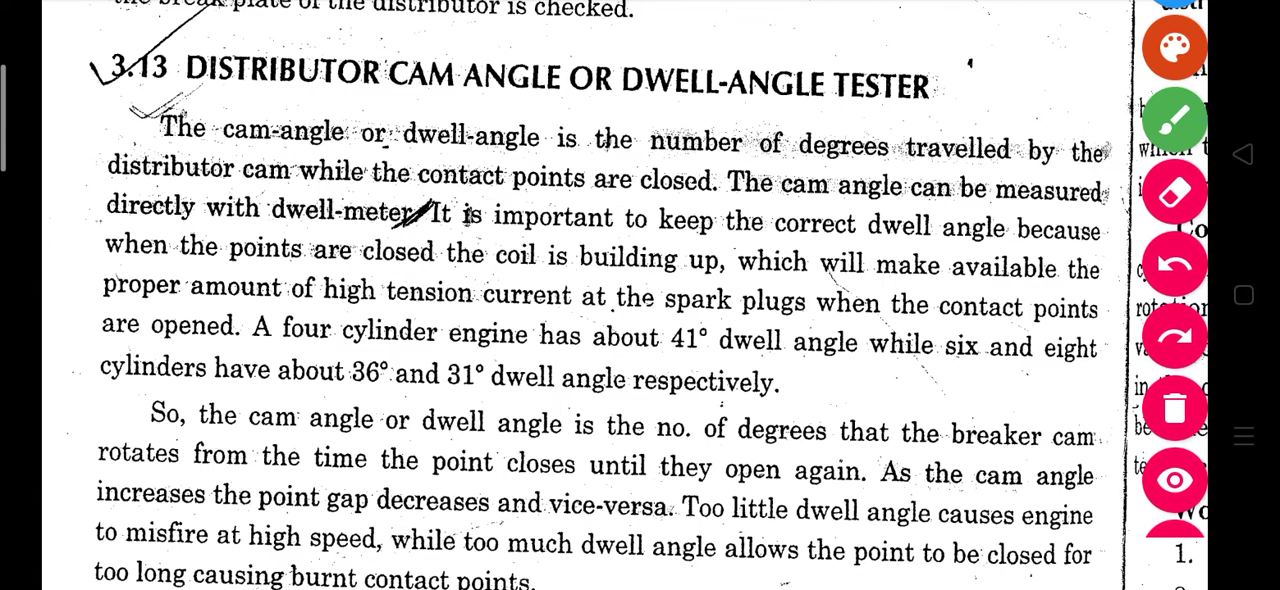 plate of the distributor is checked.
3.13 DISTRIBUTOR CAM ANGLE OR DWELL-ANGLE TESTER
The cam-angle or dwell-angle is the number of degrees travelled by the
distributor cam while the contact points are closed. The cam angle can be measured
directly with dwell-meter. It is important to keep the correct dwell angle because
when the points are closed the coil is building up, which will make available the
proper amount of high tension current at the spark plugs when the contact points
are opened. A four cylinder engine has about 41° dwell angle while six and eight
cylinders have about 36° and 31° dwell angle respectively.
So, the cam angle or dwell angle is the no. of degrees that the breaker cam
rotates from the time the point closes until they open again. As the cam angle
increases the point gap decreases and vice-versa. Too little dwell angle causes engine
to misfire at high speed, while too much dwell angle allows the point to be closed for
too long causing burnt contact points.
1.